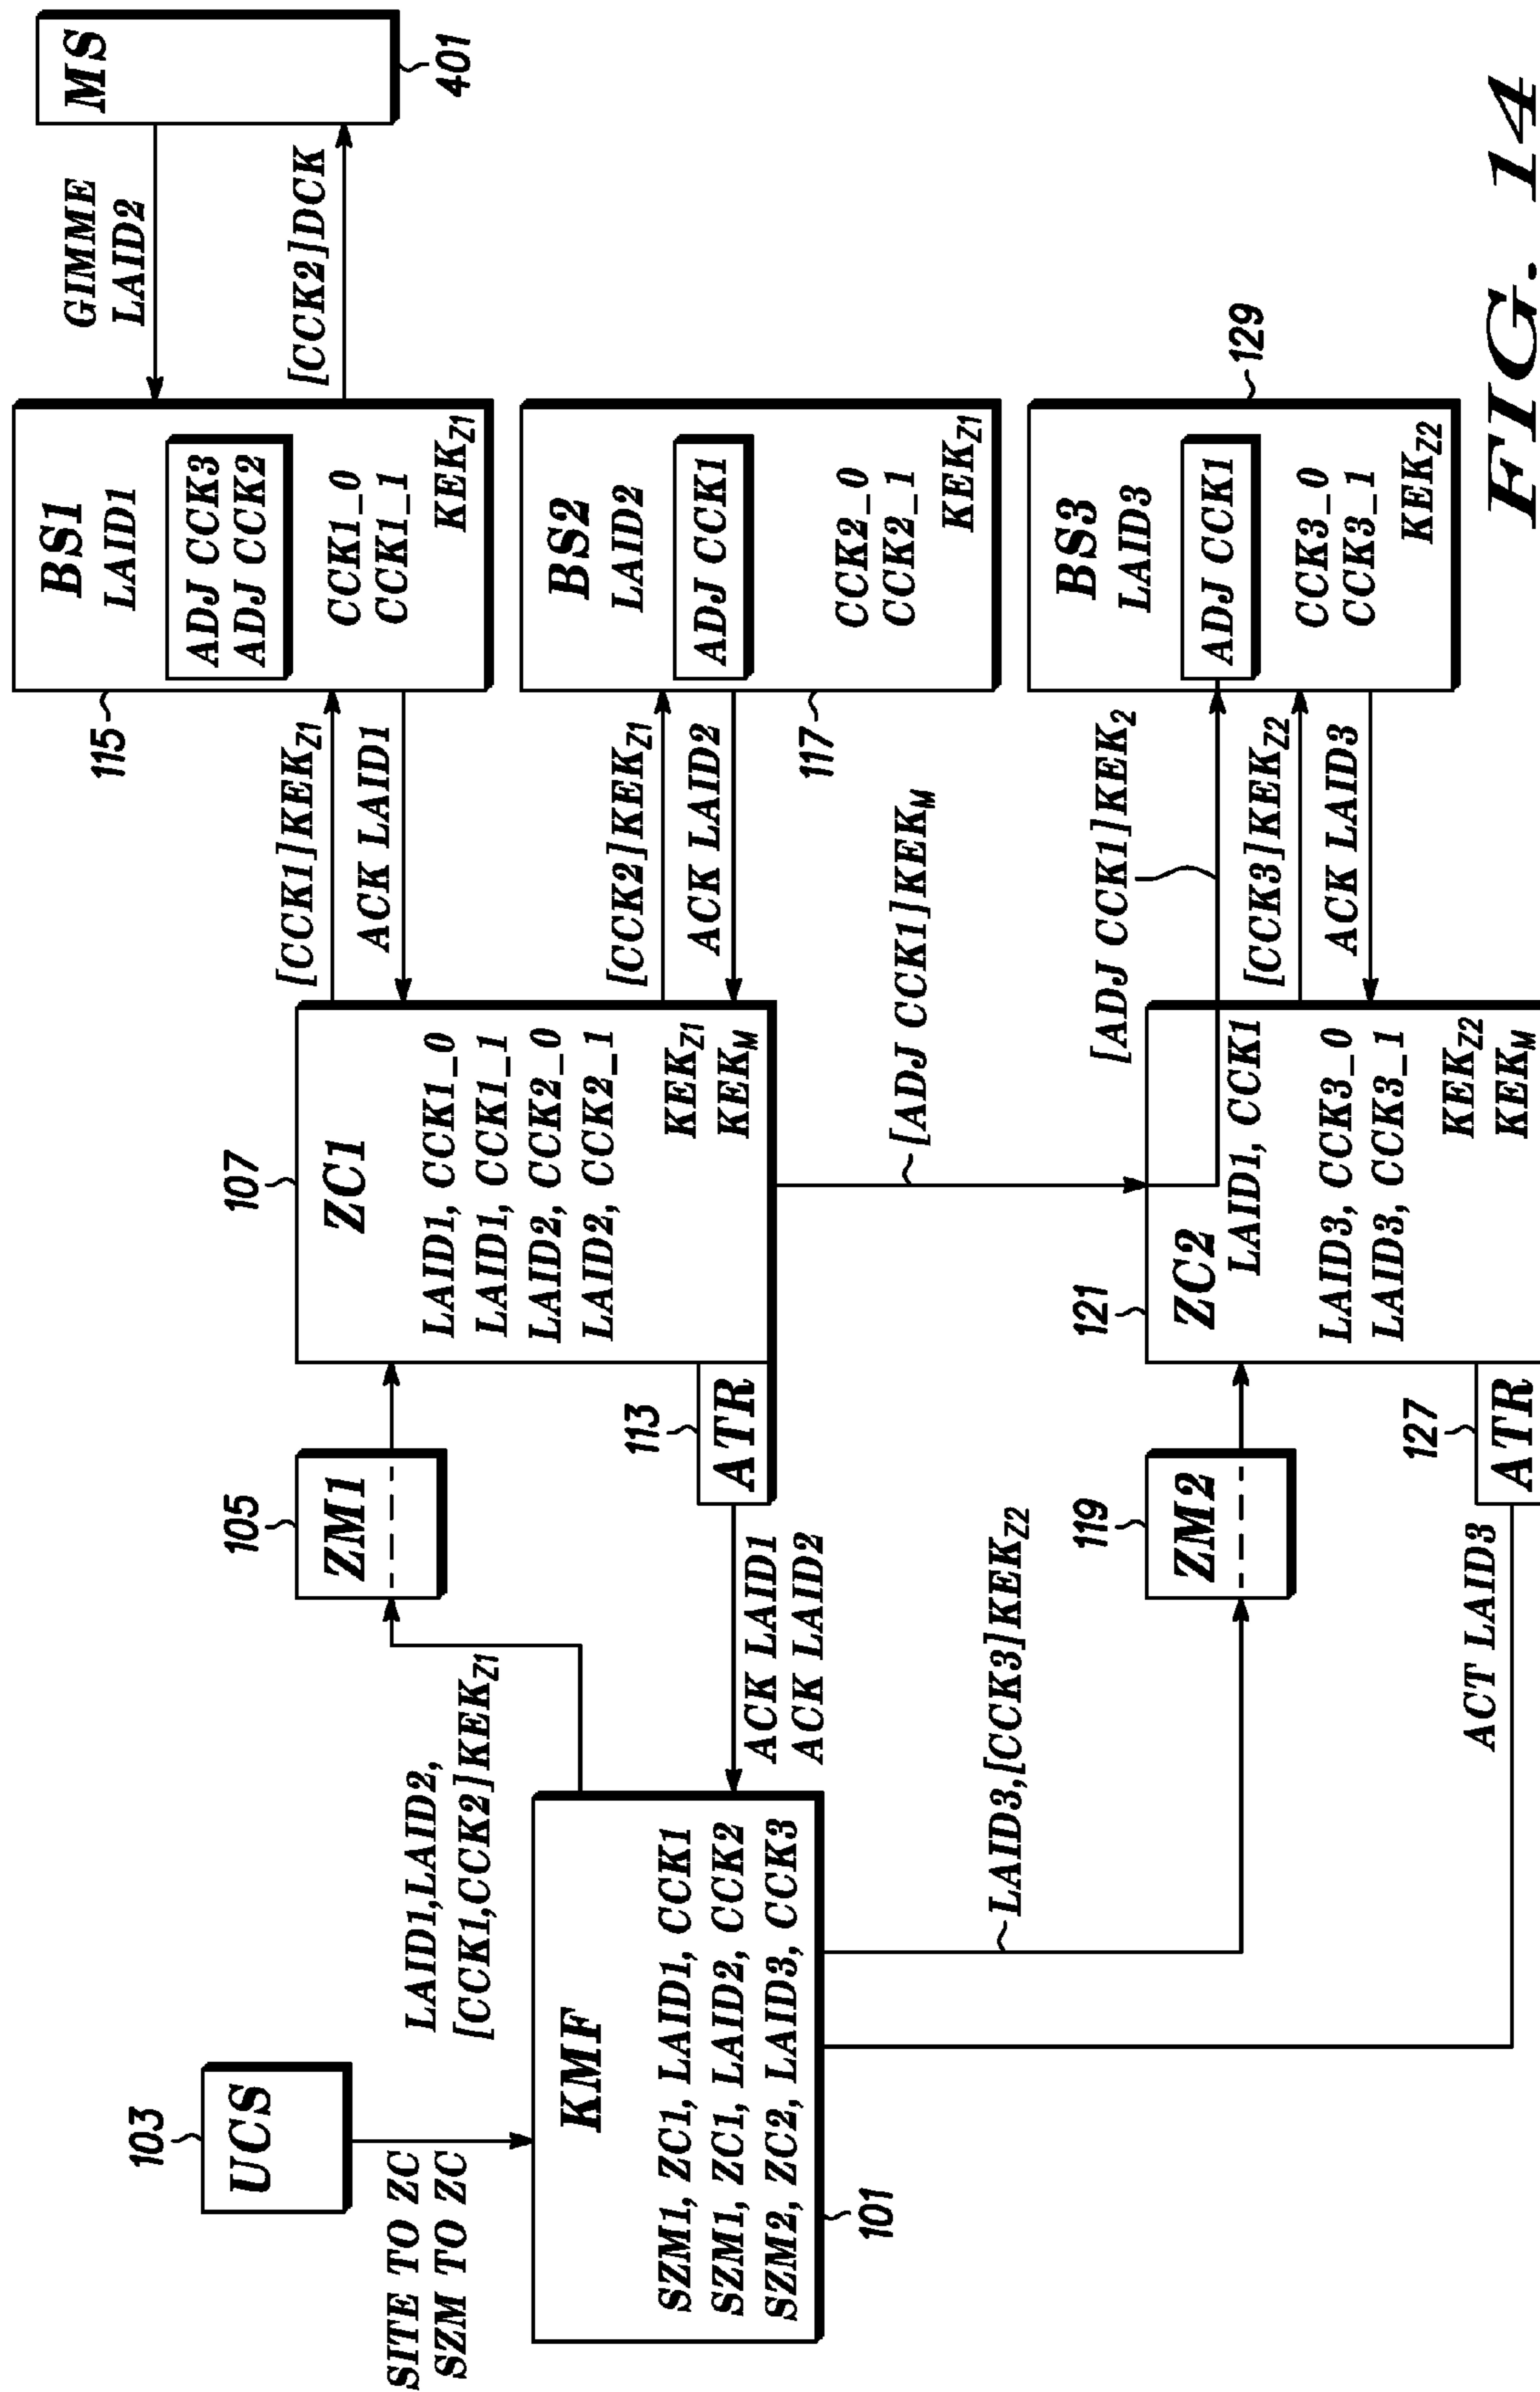 103
UCS
SITE TO ZC
SZM TO ZC
KMF
SZM1, ZC1, LAID1, CCK1
SZM1, ZC1, LAID2, CCK2
SZM2, ZC2, LAID3, CCK3
101
LAID1,LAID2,
[CCK1,CCK2]KEKZ1
105
ZM1
ACK LAID1
ACK LAID2
LAID3,[CCK3]KEKZ2
119
ZM2
ACT LAID3
107
ZC1
LAID1, CCK1_0
LAID1, CCK1_1
LAID2, CCK2_0
LAID2, CCK2_1
KEKZ1
KEKM
113
ATR
[ADJ CCK1]KEKM
121
ZC2
LAID1, CCK1
LAID3, CCK3_0
LAID3, CCK3_1
KEKZ2
KEKM
127
ATR
[CCK1]KEKZ1
ACK LAID1
[CCK2]KEKZ1
ACK LAID2
[ADJ CCK1]KEK2
[CCK3]KEKZ2
ACK LAID3
115
BS1
LAID1
ADJ CCK3
ADJ CCK2
CCK1_0
CCK1_1
KEKZ1
117
BS2
LAID2
ADJ CCK1
CCK2_0
CCK2_1
KEKZ1
129
BS3
LAID3
ADJ CCK1
CCK3_0
CCK3_1
KEKZ2
GIMME
LAID2
[CCK2]DCK
MS
401
FIG. 14